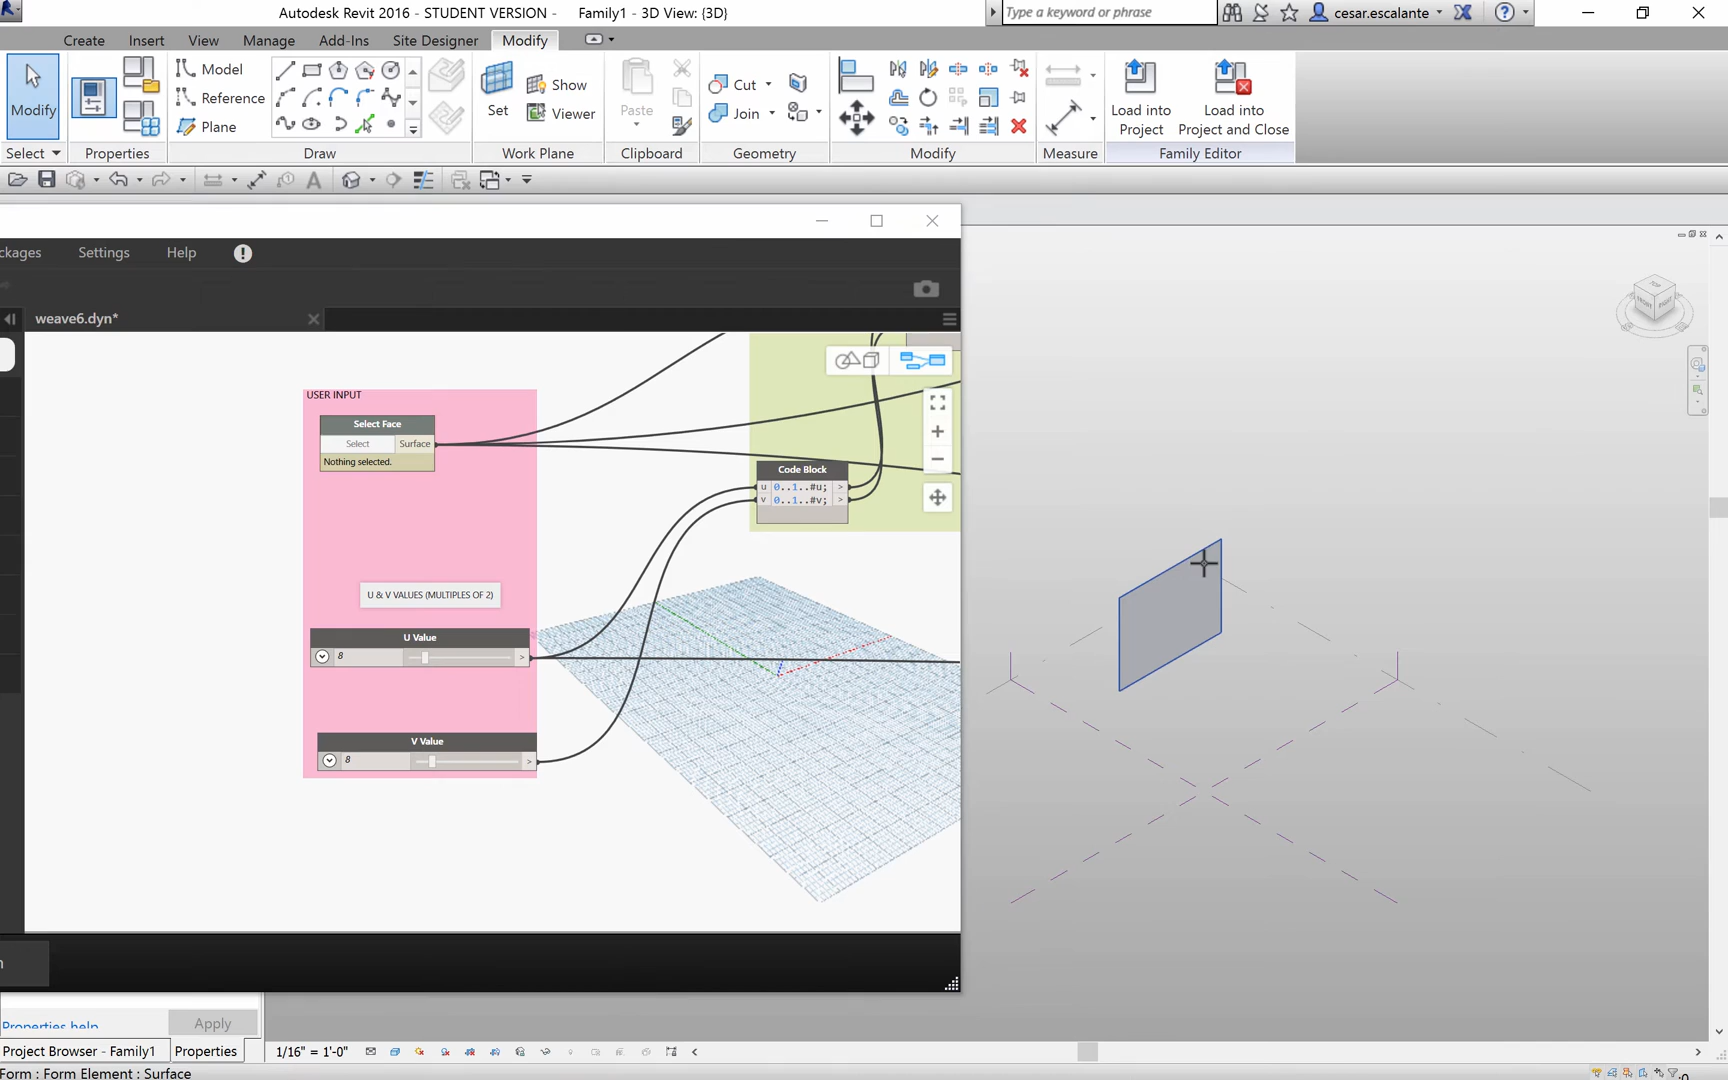 Autodesk Revit 2016 - STUDENT VERSION - Family1 - 3D View: {3D}
Type a keyword or phrase
cesar.escalante
Create Insert View Manage Add-Ins Site Designer Modify
Modify
Model
Reference
Plane
Set
Show
Viewer
Paste
Cut
Join
Load into
Project
Load into
Project and Close
Select Properties Draw Work Plane Clipboard Geometry Modify Measure Family Editor
ckages Settings Help
weave6.dyn*
USER INPUT
Select Face
Select Surface
Nothing selected.
Code Block
u 0..1..#u; >
v 0..1..#v; >
U & V VALUES (MULTIPLES OF 2)
U Value
8 >
V Value
8 >
TOP
FRONT RIGHT
n
Properties help Apply
Project Browser - Family1 Properties 1/16" = 1'-0"
Form : Form Element : Surface
:0